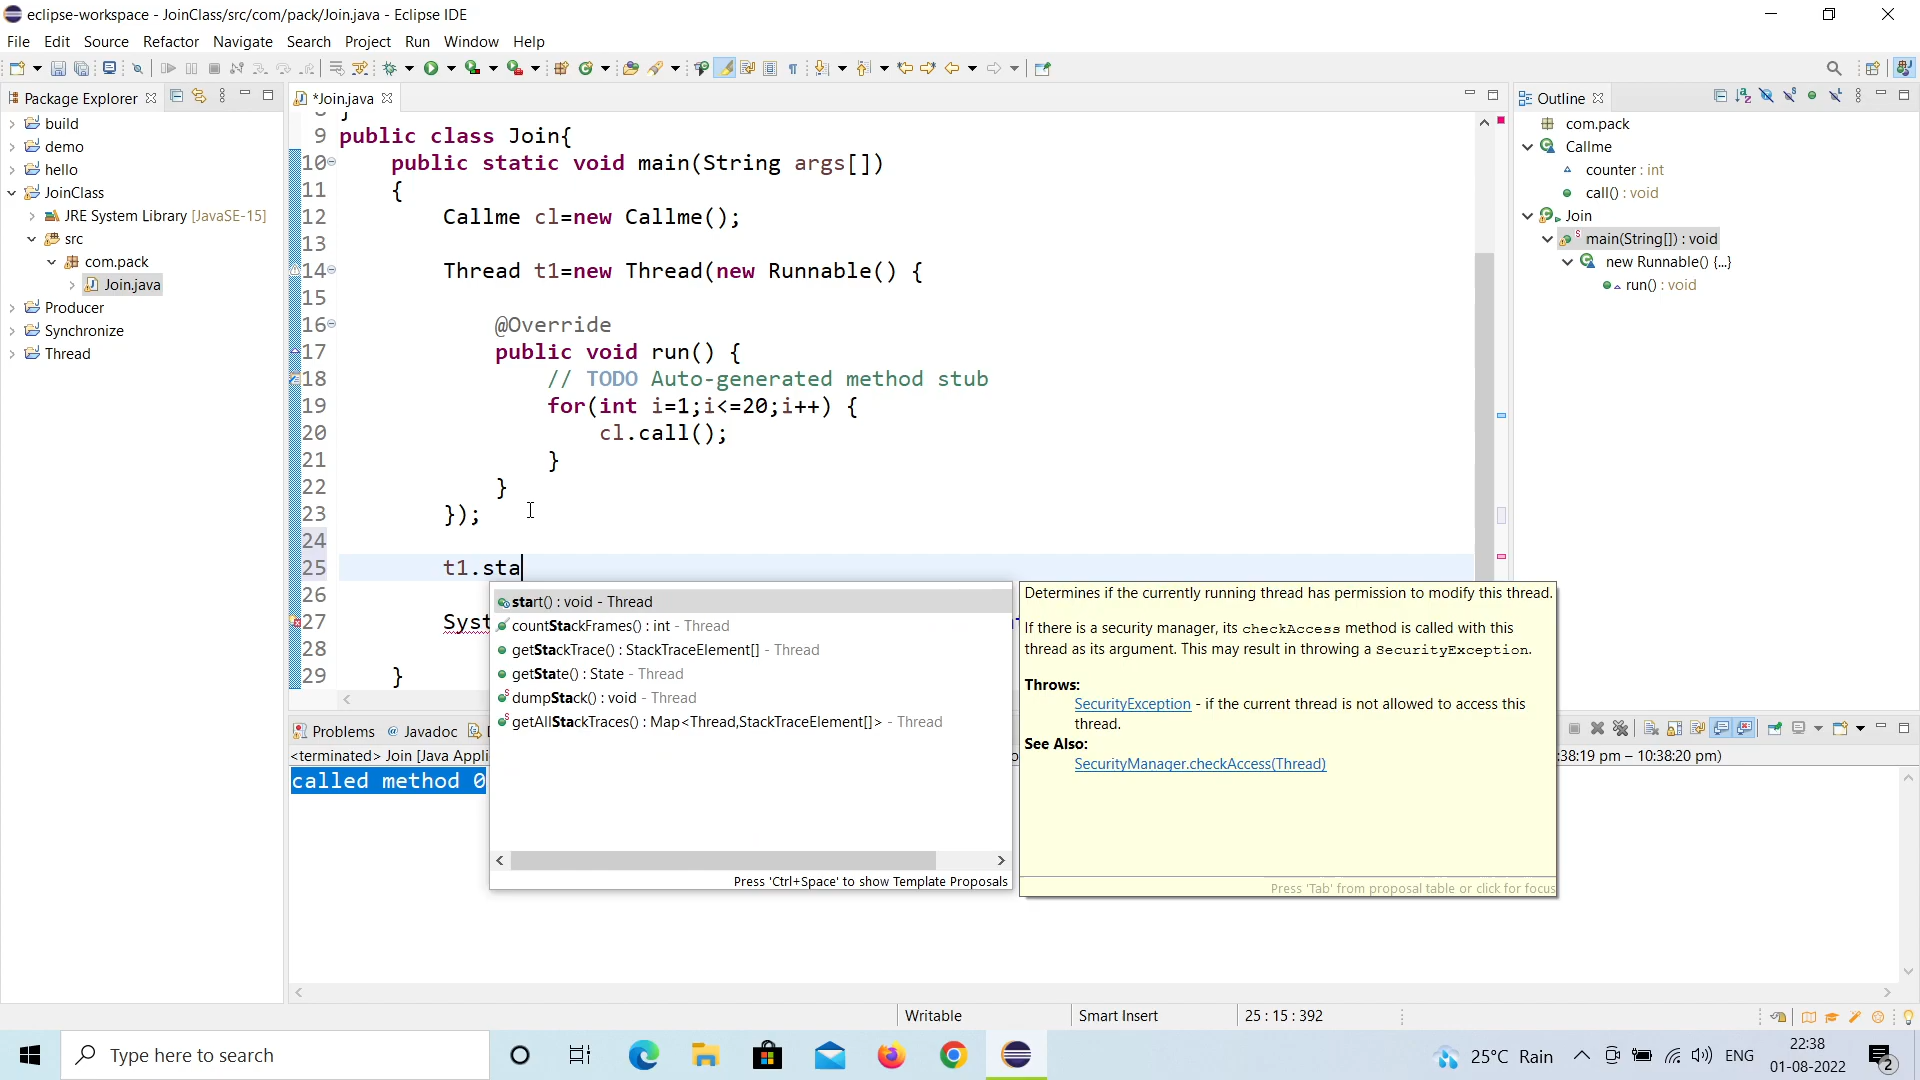 eclipse-workspace - JoinClass/src/com/pack/Join.java - Eclipse IDE
File Edit Source Refactor Navigate Search Project Run Window Help
Package Explorer
build
demo
hello
JoinClass
JRE System Library [JavaSE-15]
src
com.pack
Join.java
Producer
Synchronize
Thread
*Join.java
9 public class Join{
10 public static void main(String args[])
11 {
12 Callme cl=new Callme();
13
14 Thread t1=new Thread(new Runnable() {
15
16 @Override
17 public void run() {
18 // TODO Auto-generated method stub
19 for(int i=1;i<=20;i++) {
20 cl.call();
21 }
22 }
23 });
24
25 t1.sta
26
27 Syst
28
29 }
start() : void - Thread
countStackFrames() : int - Thread
getStackTrace() : StackTraceElement[] - Thread
getState() : State - Thread
dumpStack() : void - Thread
getAllStackTraces() : Map<Thread,StackTraceElement[]> - Thread
Press 'Ctrl+Space' to show Template Proposals
Determines if the currently running thread has permission to modify this thread.
If there is a security manager, its checkAccess method is called with this
thread as its argument. This may result in throwing a SecurityException.
Throws:
SecurityException - if the current thread is not allowed to access this
thread.
See Also:
SecurityManager.checkAccess(Thread)
Press 'Tab' from proposal table or click for focus
Outline
com.pack
Callme
counter : int
call() : void
Join
main(String[]) : void
new Runnable() {...}
run() : void
Problems @ Javadoc
<terminated> Join [Java Appli
:38:19 pm – 10:38:20 pm)
called method 0
Writable
Smart Insert
25 : 15 : 392
Type here to search
25°C Rain
ENG
22:38
01-08-2022
2